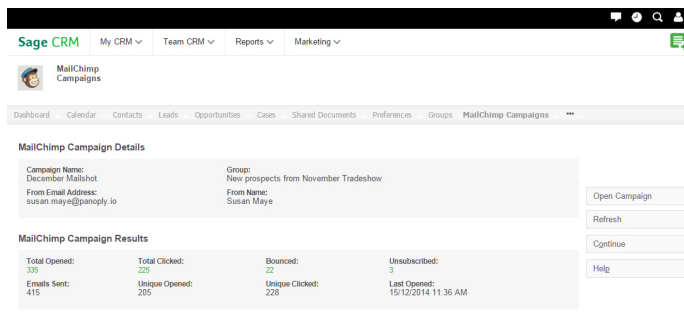 Sage CRM My CRM Team CRM Reports Marketing
MailChimp
Campaigns
Dashboard Calendar Contacts Leads Opportunities Cases Shared Documents Preferences Groups MailChimp Campaigns •••
MailChimp Campaign Details
Campaign Name: Group:
December Mailshot New prospects from November Tradeshow
From Email Address: From Name:
susan.maye@panoply.io Susan Maye
Open Campaign
Refresh
Continue
Help
MailChimp Campaign Results
Total Opened: Total Clicked: Bounced: Unsubscribed:
335 225 22 3
Emails Sent: Unique Opened: Unique Clicked: Last Opened:
415 205 228 15/12/2014 11:36 AM